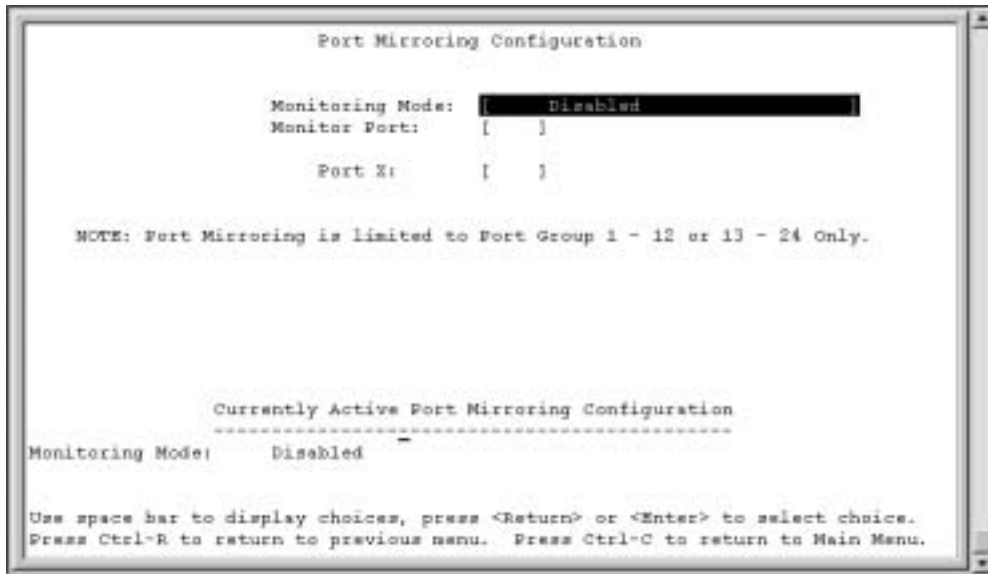 Port Mirroring Configuration
Monitoring Mode: [ Disabled ]
Monitor Port: [ ]
Port X: [ ]
NOTE: Port Mirroring is limited to Port Group 1 - 12 or 13 - 24 Only.
Currently Active Port Mirroring Configuration
---------------------------------------------
Monitoring Mode: Disabled
Use space bar to display choices, press <Return> or <Enter> to select choice.
Press Ctrl-R to return to previous menu. Press Ctrl-C to return to Main Menu.